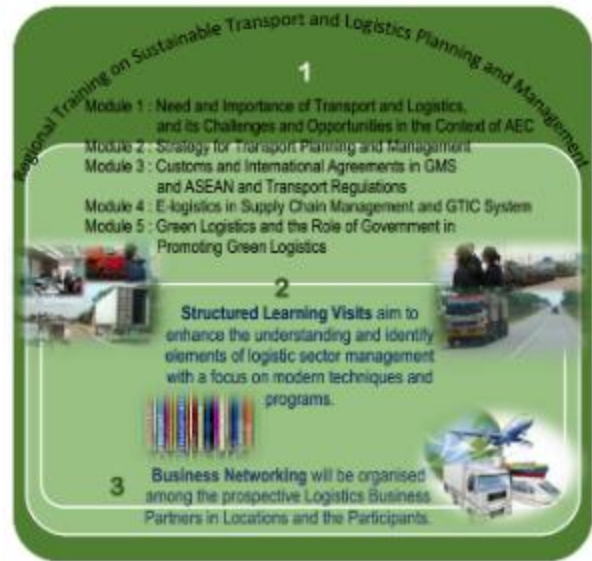 Regional Training on Sustainable Transport and Logistics Planning and Management
1
Module 1 : Need and Importance of Transport and Logistics,
and its Challenges and Opportunities in the Context of AEC
Module 2 : Strategy for Transport Planning and Management
Module 3 : Customs and International Agreements in GMS
and ASEAN and Transport Regulations
Module 4 : E-logistics in Supply Chain Management and GTIC System
Module 5 : Green Logistics and the Role of Government in
Promoting Green Logistics
2
Structured Learning Visits aim to
enhance the understanding and identify
elements of logistic sector management
with a focus on modern techniques and
programs.
3
Business Networking will be organised
among the prospective Logistics Business
Partners in Locations and the Participants.